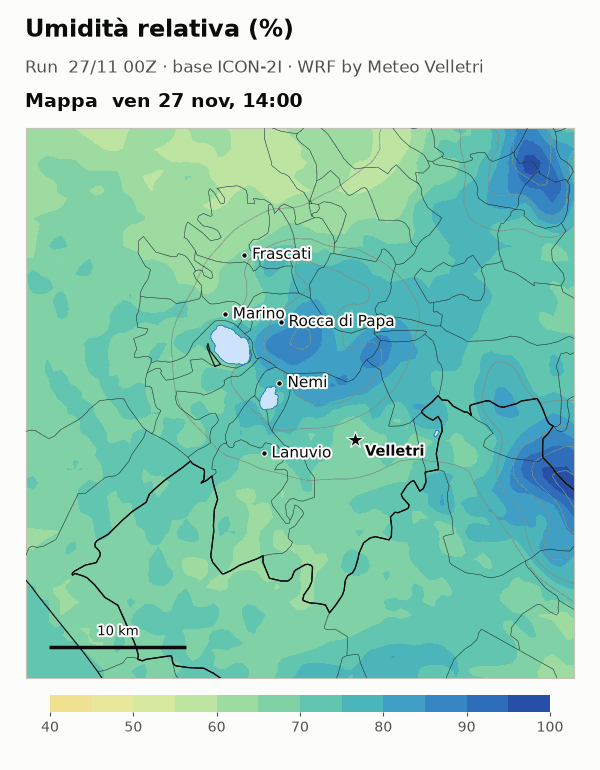 Umidità relativa (%)
Run  27/11 00Z · base ICON-2I · WRF by Meteo Velletri
Mappa  ven 27 nov, 14:00
Frascati
Marino
Rocca di Papa
Nemi
Velletri
Lanuvio
10 km
40 50 60 70 80 90 100